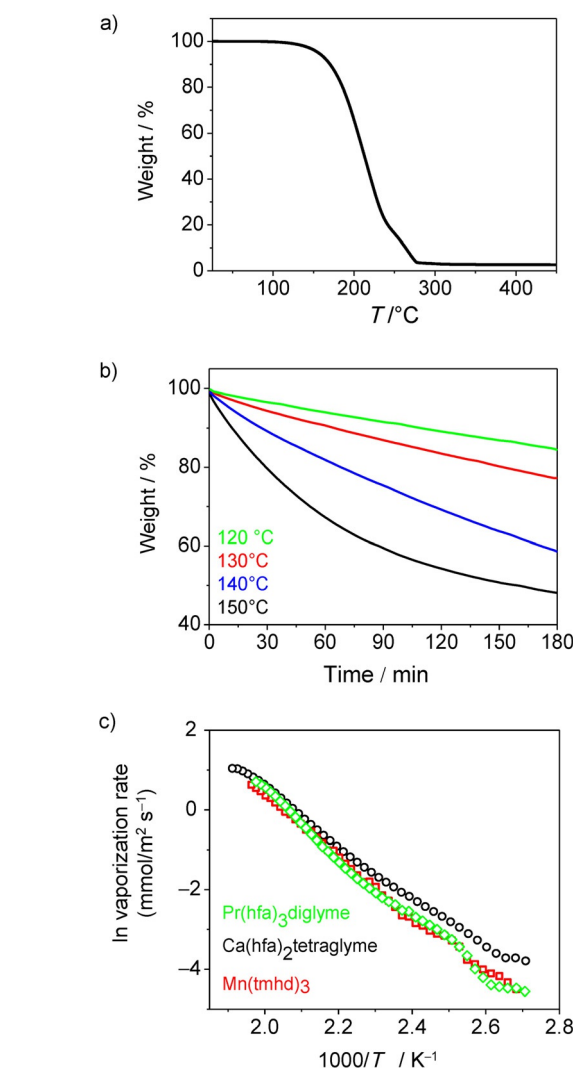 a)
100
80
60
40
20
0
Weight / %
100 200 300 400
T /°C
b)
100
80
60
40
Weight / %
120 °C
130°C
140°C
150°C
0 30 60 90 120 150 180
Time / min
c)
2
0
−2
−4
ln vaporization rate
(mmol/m² s⁻¹)
Pr(hfa)₃diglyme
Ca(hfa)₂tetraglyme
Mn(tmhd)₃
2.0 2.2 2.4 2.6 2.8
1000/T / K⁻¹